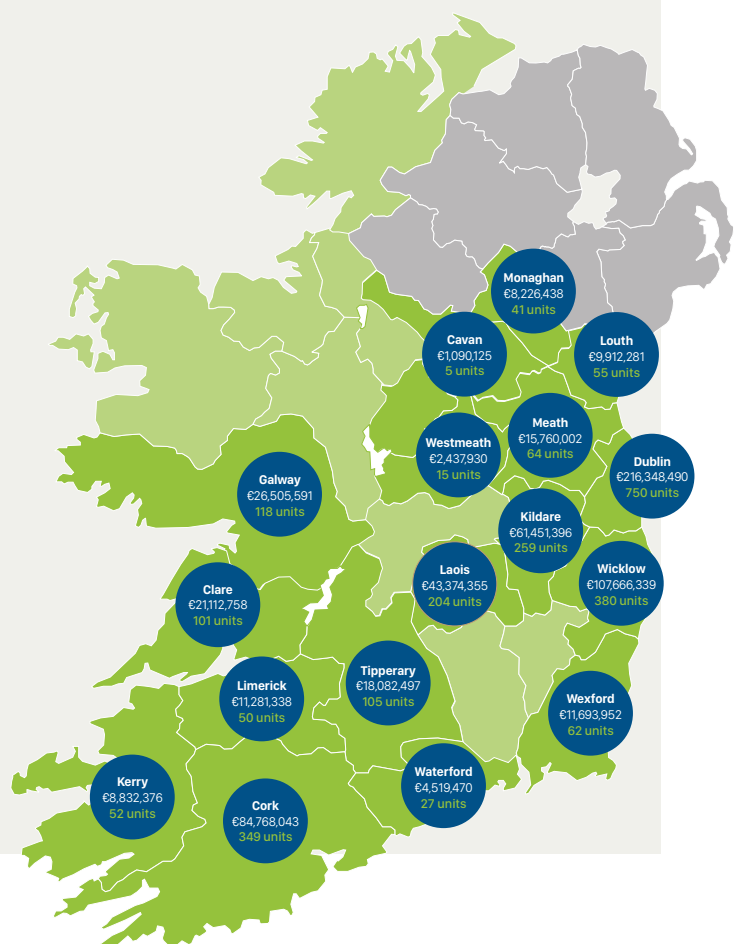 Monaghan
€8,226,438
41 units
Cavan
€1,090,125
5 units
Louth
€9,912,281
55 units
Meath
€15,760,002
64 units
Westmeath
€2,437,930
15 units
Dublin
€216,348,490
750 units
Galway
€26,505,591
118 units
Kildare
€61,451,396
259 units
Laois
€43,374,355
204 units
Wicklow
€107,666,339
380 units
Clare
€21,112,758
101 units
Tipperary
€18,082,497
105 units
Limerick
€11,281,338
50 units
Wexford
€11,693,952
62 units
Waterford
€4,519,470
27 units
Kerry
€8,832,376
52 units
Cork
€84,768,043
349 units